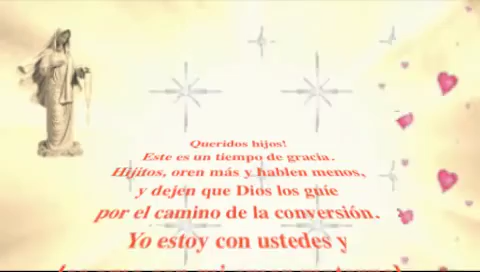 Queridos hijos!
Este es un tiempo de gracia.
Hijitos, oren más y hablen menos,
y dejen que Dios los guíe
por el camino de la conversión.
Yo estoy con ustedes y